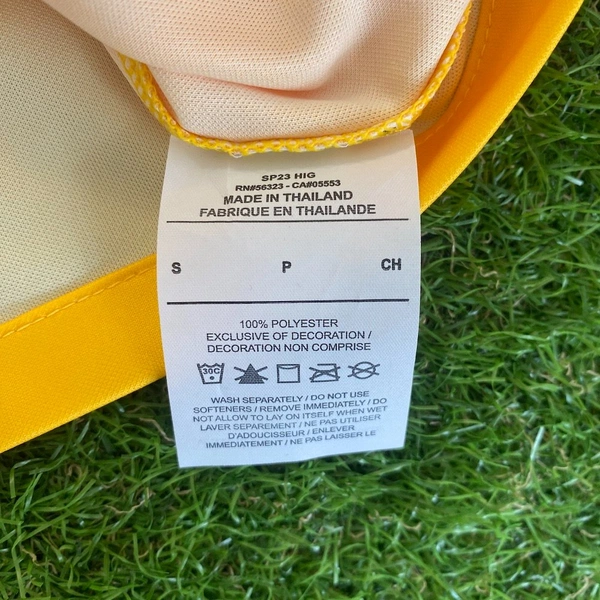 SP23 HIG
RN#56323 - CA#05553
MADE IN THAILAND
FABRIQUE EN THAILANDE
S P CH
100% POLYESTER
EXCLUSIVE OF DECORATION /
DECORATION NON COMPRISE
30C
WASH SEPARATELY / DO NOT USE
SOFTENERS / REMOVE IMMEDIATELY / DO
NOT ALLOW TO LAY ON ITSELF WHEN WET
LAVER SEPAREMENT / NE PAS UTILISER
D'ADOUCISSEUR / ENLEVER
IMMEDIATEMENT / NE PAS LAISSER LE